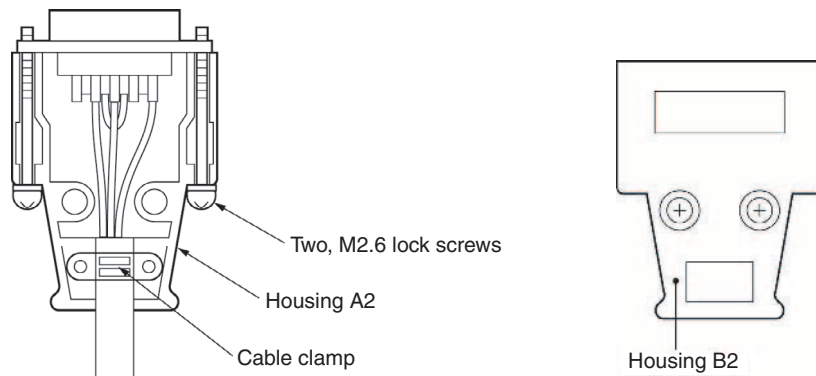 Two, M2.6 lock screws
Housing A2
Cable clamp
Housing B2